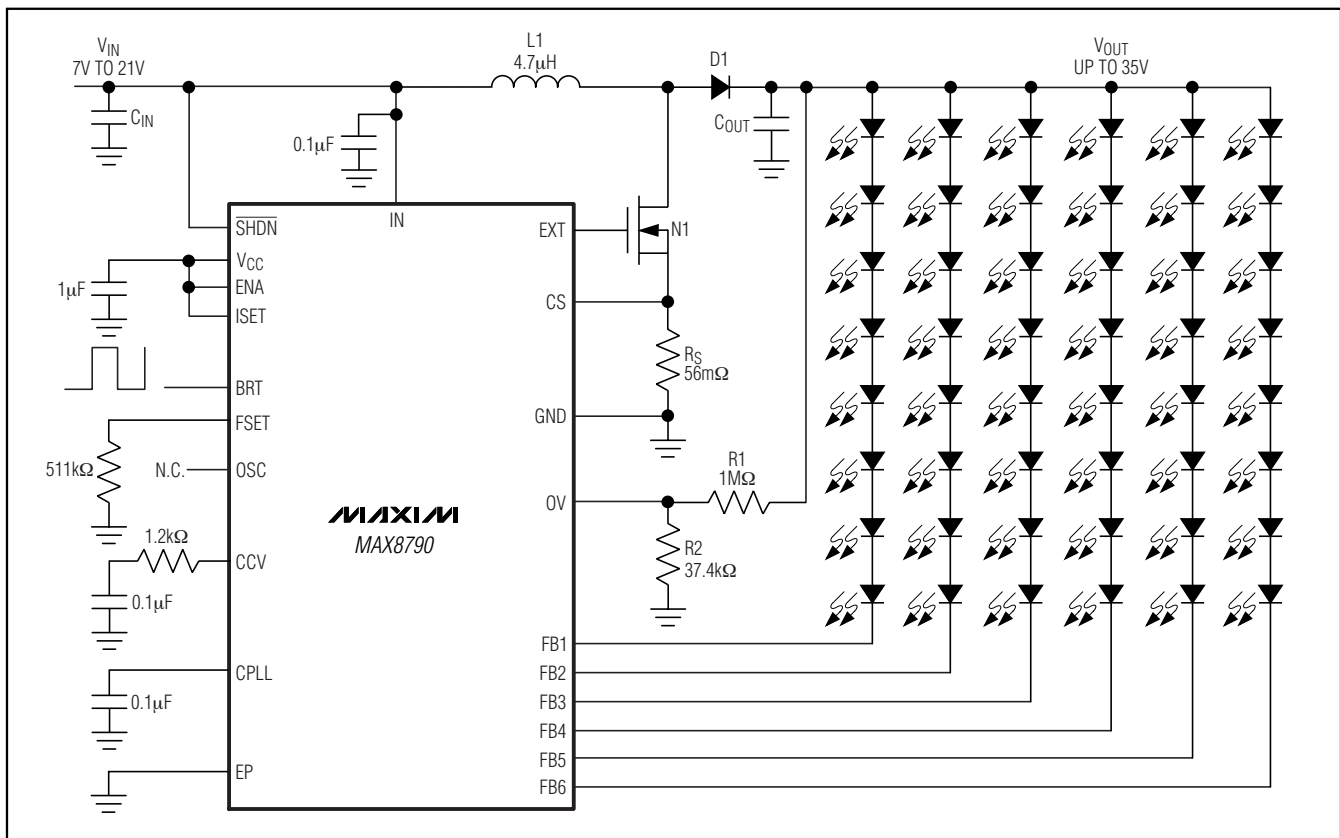 VIN
7V TO 21V
CIN
0.1µF
L1
4.7µH
D1
COUT
VOUT
UP TO 35V
IN
SHDN
VCC
ENA
ISET
1µF
BRT
FSET
511kΩ
N.C.
OSC
1.2kΩ
CCV
0.1µF
CPLL
0.1µF
EP
MAXIM
MAX8790
EXT
N1
CS
RS
56mΩ
GND
OV
R1
1MΩ
R2
37.4kΩ
FB1
FB2
FB3
FB4
FB5
FB6